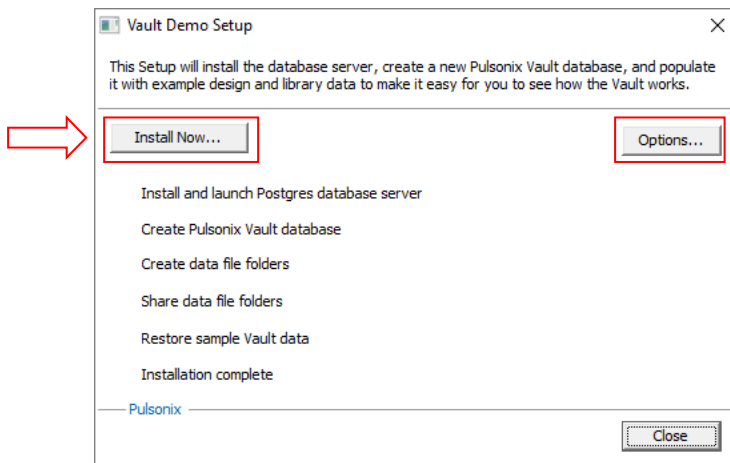 Vault Demo Setup
This Setup will install the database server, create a new Pulsonix Vault database, and populate
it with example design and library data to make it easy for you to see how the Vault works.
Install Now...
Options...
Install and launch Postgres database server
Create Pulsonix Vault database
Create data file folders
Share data file folders
Restore sample Vault data
Installation complete
Pulsonix
Close